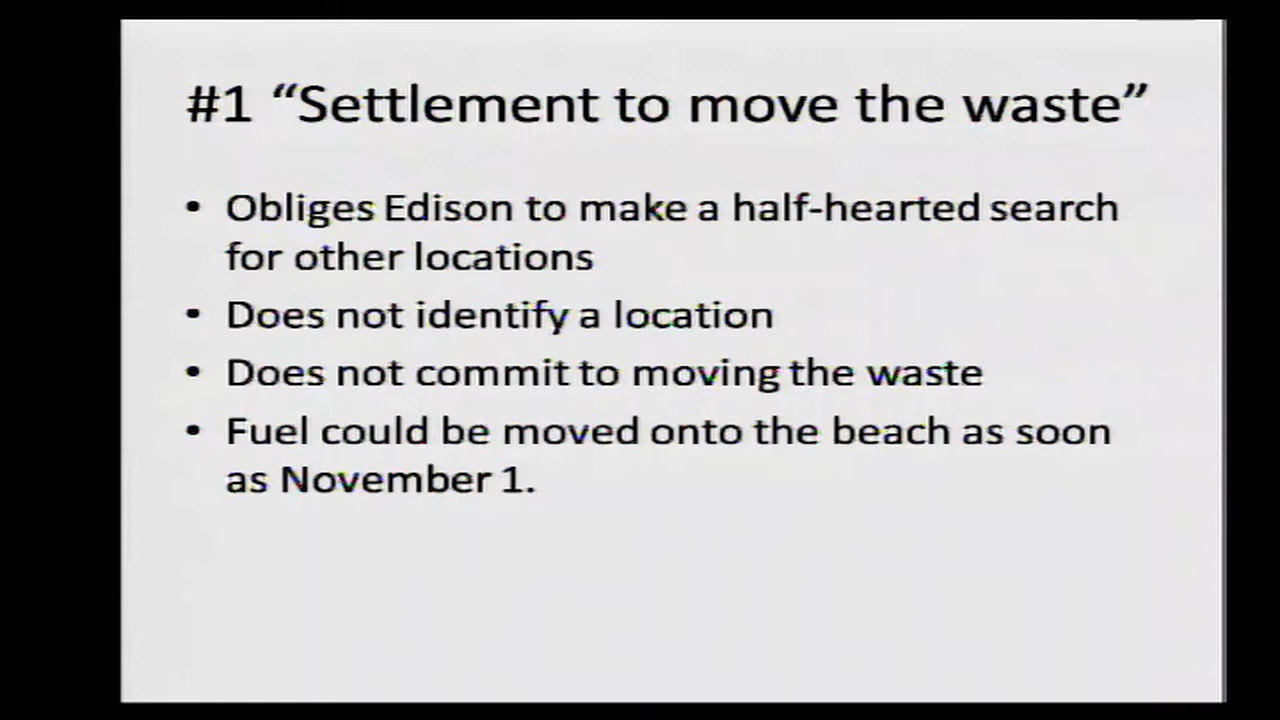 #1 “Settlement to move the waste”
• Obliges Edison to make a half-hearted search
for other locations
• Does not identify a location
• Does not commit to moving the waste
• Fuel could be moved onto the beach as soon
as November 1.